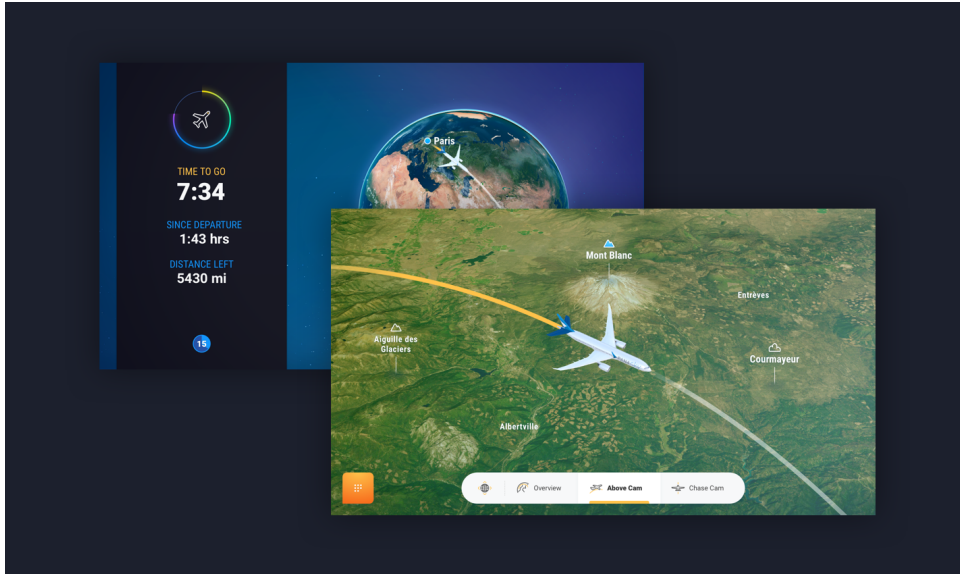 TIME TO GO
7:34
SINCE DEPARTURE
1:43 hrs
DISTANCE LEFT
5430 mi
15
Paris
Mont Blanc
Entrèves
Aiguille des
Glaciers
Courmayeur
Albertville
Overview
Above Cam
Chase Cam